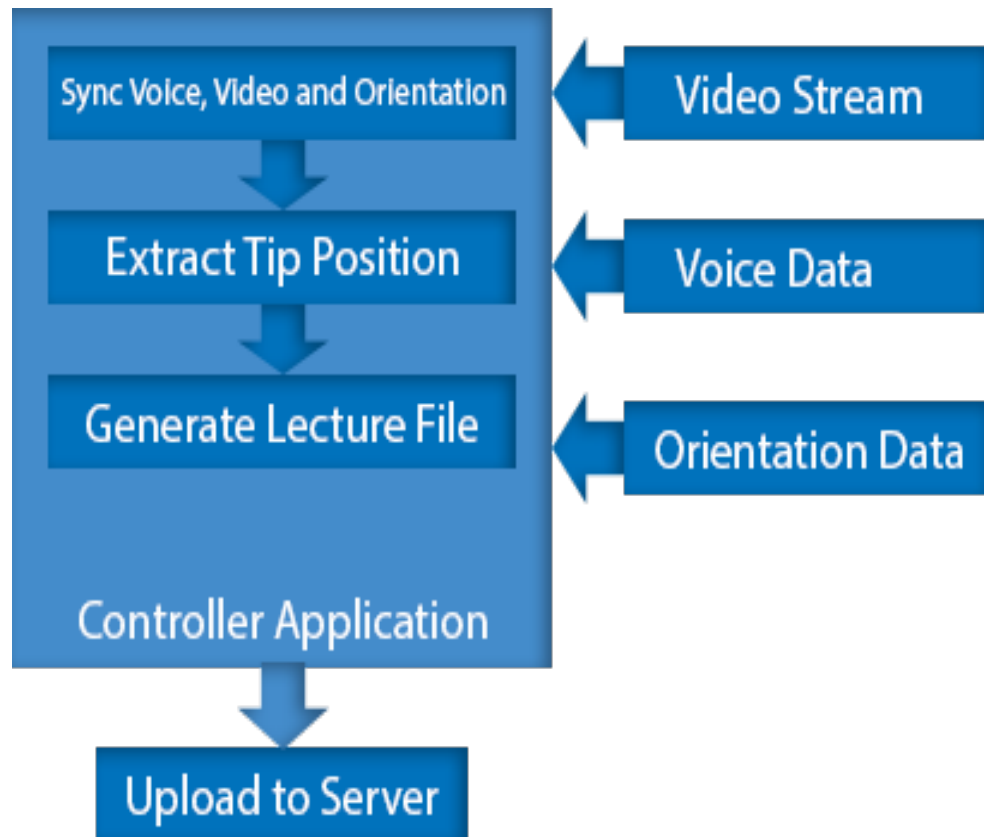 Sync Voice, Video and Orientation
Video Stream
Extract Tip Position
Voice Data
Generate Lecture File
Orientation Data
Controller Application
Upload to Server